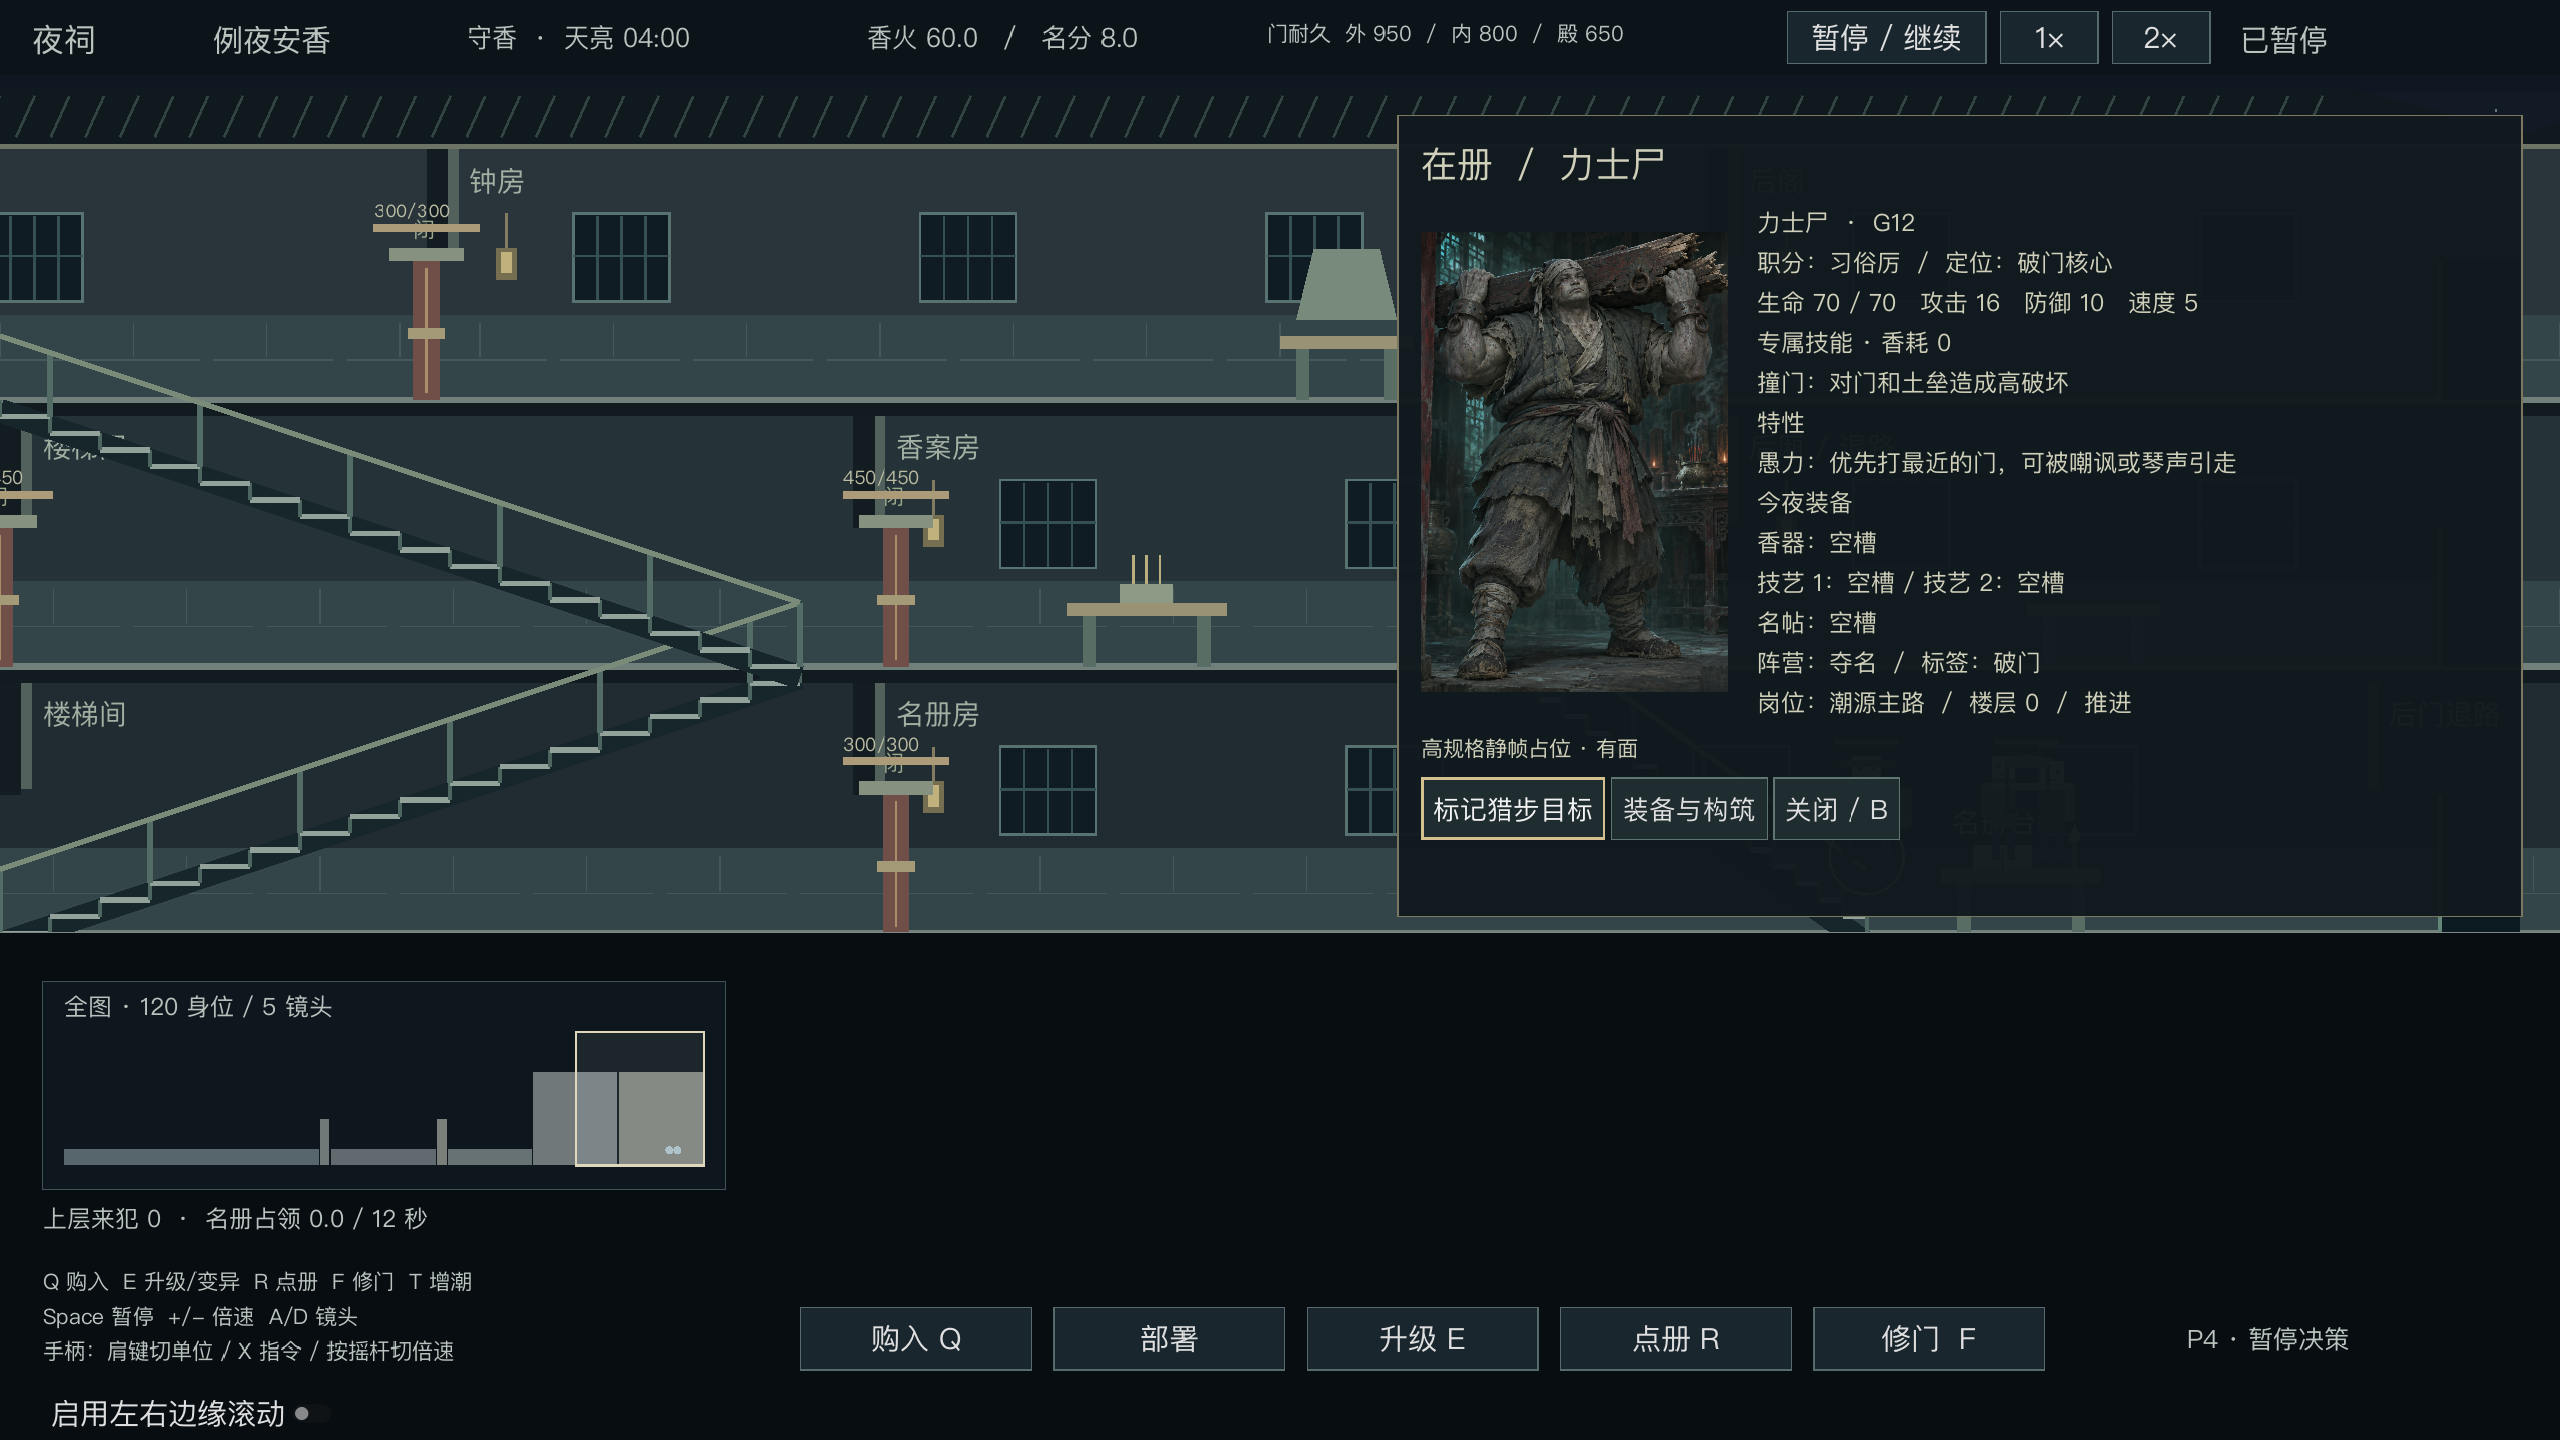 夜祠 例夜安香 守香 · 天亮 04:00 香火 60.0 / 名分 8.0 门耐久 外 950 / 内 800 / 殿 650 暂停 / 继续 1× 2× 已暂停
钟房
300/300
闭
在册 / 力士尸
力士尸 · G12
职分：习俗厉 / 定位：破门核心
生命 70 / 70 攻击 16 防御 10 速度 5
专属技能 · 香耗 0
撞门：对门和土垒造成高破坏
特性
愚力：优先打最近的门，可被嘲讽或琴声引走
今夜装备
香器：空槽
技艺 1：空槽 / 技艺 2：空槽
名帖：空槽
阵营：夺名 / 标签：破门
岗位：潮源主路 / 楼层 0 / 推进
高规格静帧占位 · 有面
标记猎步目标 装备与构筑 关闭 / B
香案房
450/450
闭
楼梯间
名册房
300/300
闭
后门退路
全图 · 120 身位 / 5 镜头
上层来犯 0 · 名册占领 0.0 / 12 秒
Q 购入 E 升级/变异 R 点册 F 修门 T 增潮
Space 暂停 +/− 倍速 A/D 镜头
手柄：肩键切单位 / X 指令 / 按摇杆切倍速
启用左右边缘滚动
购入 Q 部署 升级 E 点册 R 修门 F P4 · 暂停决策